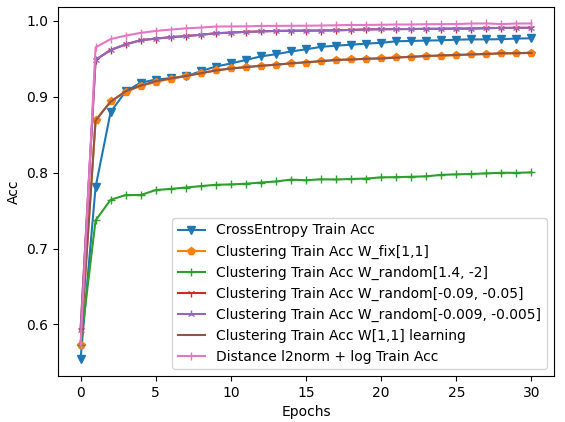 1.0
0.9
0.8
0.7
0.6
Acc
CrossEntropy Train Acc
Clustering Train Acc W_fix[1,1]
Clustering Train Acc W_random[1.4, -2]
Clustering Train Acc W_random[-0.09, -0.05]
Clustering Train Acc W_random[-0.009, -0.005]
Clustering Train Acc W[1,1] learning
Distance l2norm + log Train Acc
0 5 10 15 20 25 30
Epochs